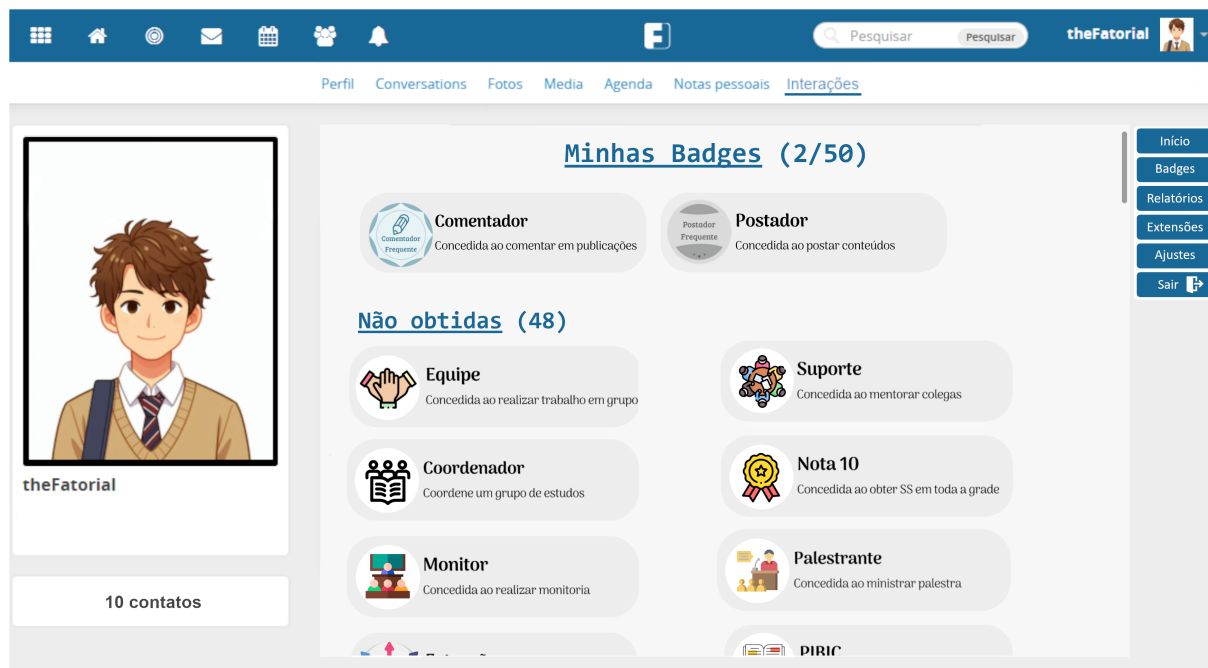 Pesquisar
Pesquisar
theFatorial
Perfil
Conversations
Fotos
Media
Agenda
Notas pessoais
Interações
theFatorial
10 contatos
Minhas Badges (2/50)
Comentador
Frequente
Comentador
Concedida ao comentar em publicações
Postador
Frequente
Postador
Concedida ao postar conteúdos
Não obtidas (48)
Equipe
Concedida ao realizar trabalho em grupo
Suporte
Concedida ao mentorar colegas
Coordenador
Coordene um grupo de estudos
Nota 10
Concedida ao obter SS em toda a grade
Monitor
Concedida ao realizar monitoria
Palestrante
Concedida ao ministrar palestra
PIBIC
Início
Badges
Relatórios
Extensões
Ajustes
Sair